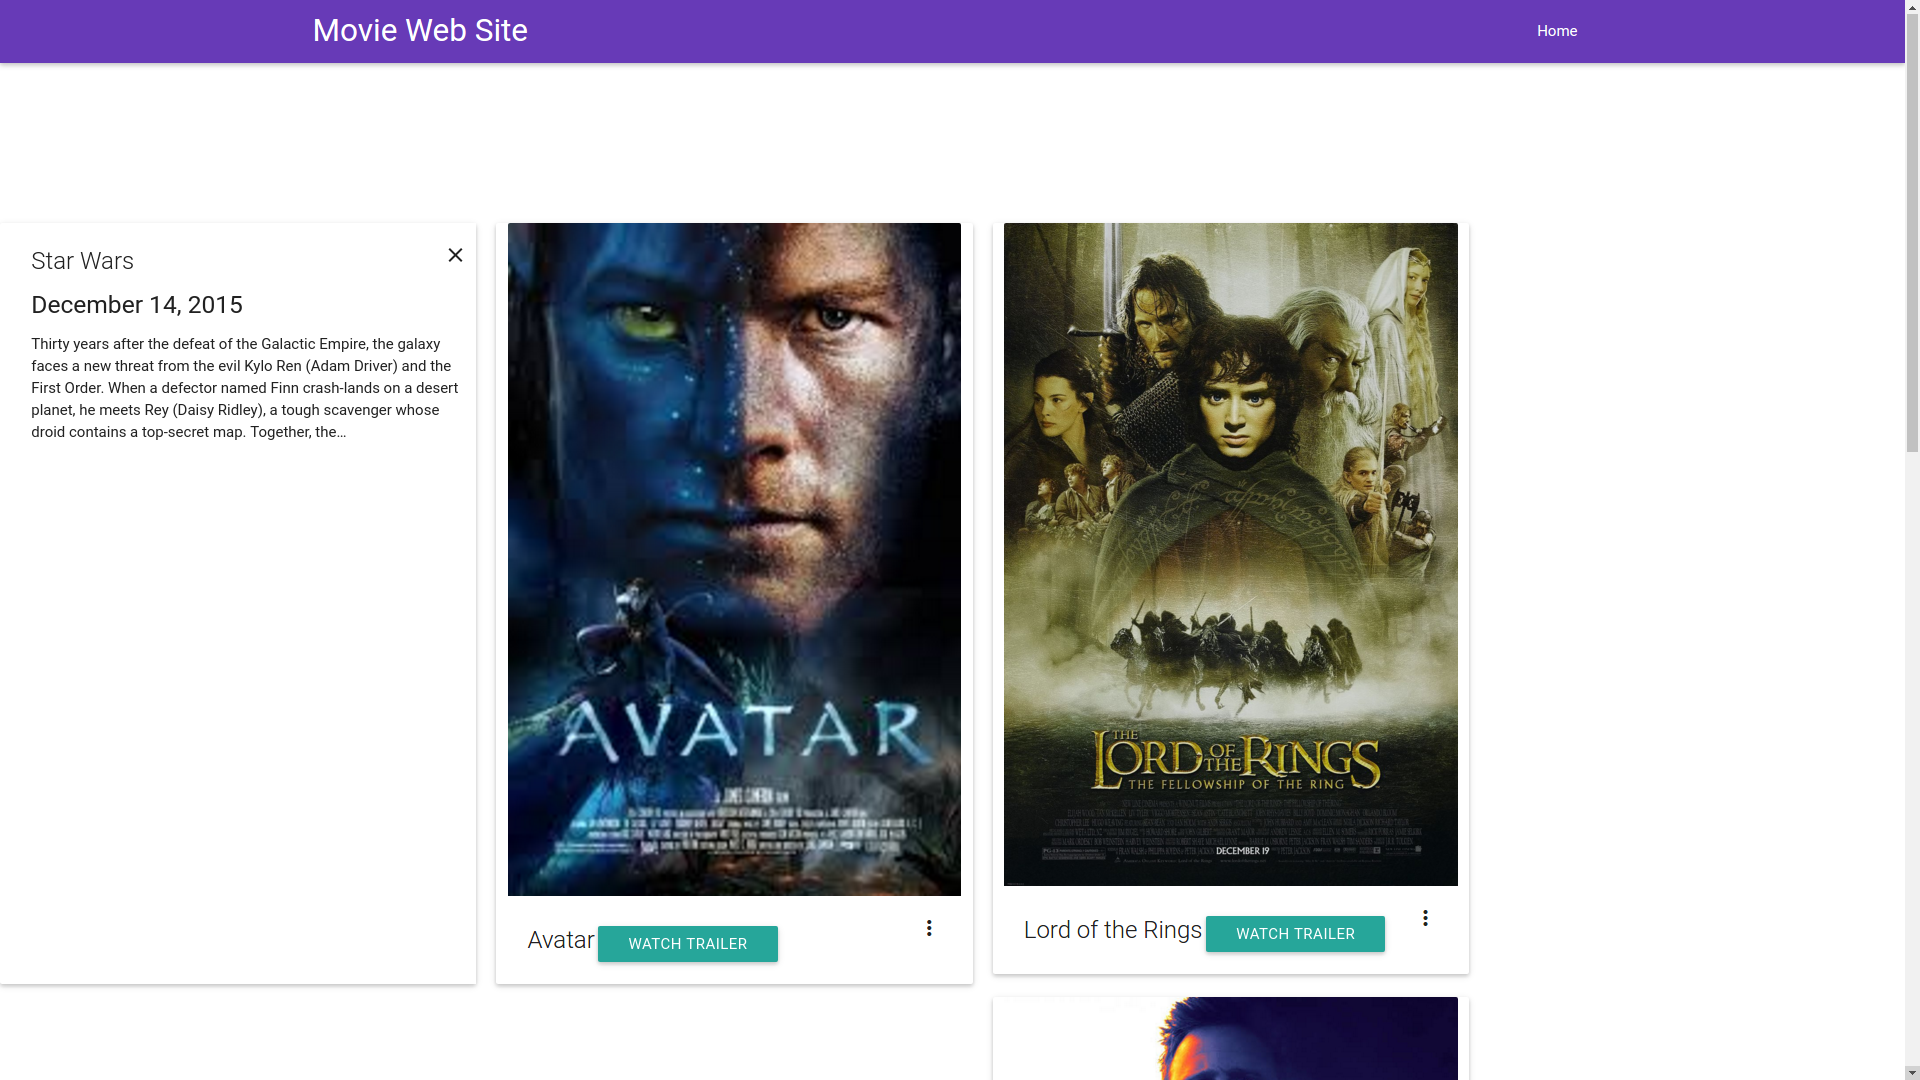 Movie Web Site
Home
Star Wars
December 14, 2015
Thirty years after the defeat of the Galactic Empire, the galaxy
faces a new threat from the evil Kylo Ren (Adam Driver) and the
First Order. When a defector named Finn crash-lands on a desert
planet, he meets Rey (Daisy Ridley), a tough scavenger whose
droid contains a top-secret map. Together, the...
AVATAR
Avatar
WATCH TRAILER
THE LORD OF THE RINGS
THE FELLOWSHIP OF THE RING
DECEMBER 19
Lord of the Rings
WATCH TRAILER